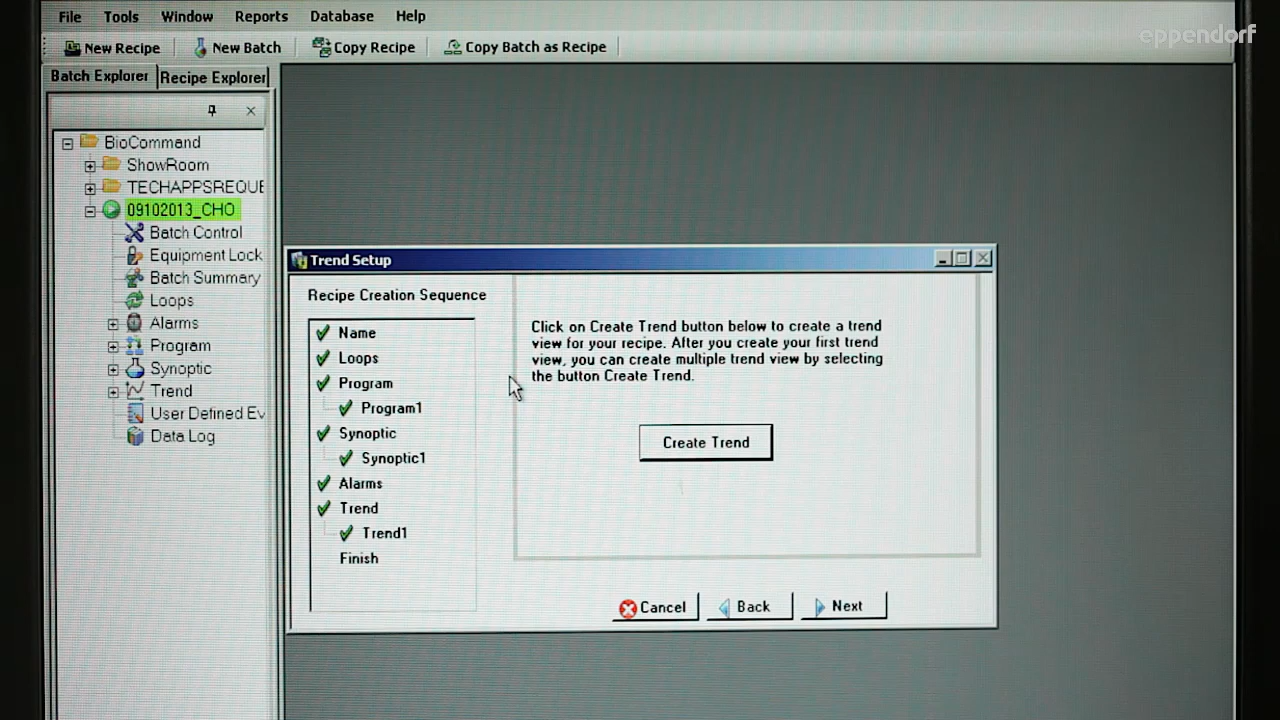 File Tools Window Reports Database Help
eppendorf
New Recipe New Batch Copy Recipe Copy Batch as Recipe
Batch Explorer Recipe Explorer
BioCommand
ShowRoom
TECHAPPSREQUE
09102013_CHO
Batch Control
Equipment Lock
Batch Summary
Loops
Alarms
Program
Synoptic
Trend
User Defined Ev
Data Log
Trend Setup
Recipe Creation Sequence
Name
Loops
Program
Program1
Synoptic
Synoptic1
Alarms
Trend
Trend1
Finish
Click on Create Trend button below to create a trend
view for your recipe. After you create your first trend
view, you can create multiple trend view by selecting
the button Create Trend.
Create Trend
Cancel Back Next